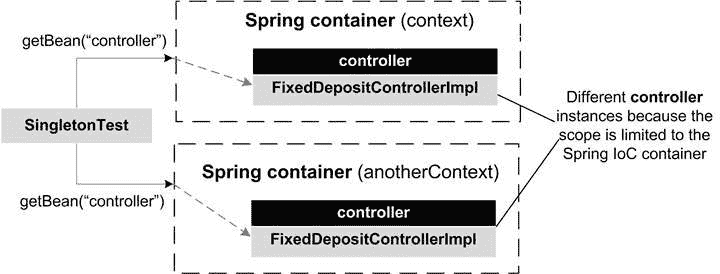 Spring container (context)
getBean(“controller”)
controller
FixedDepositControllerImpl
SingletonTest
Different controller
instances because the
scope is limited to the
Spring IoC container
Spring container (anotherContext)
getBean(“controller”)
controller
FixedDepositControllerImpl